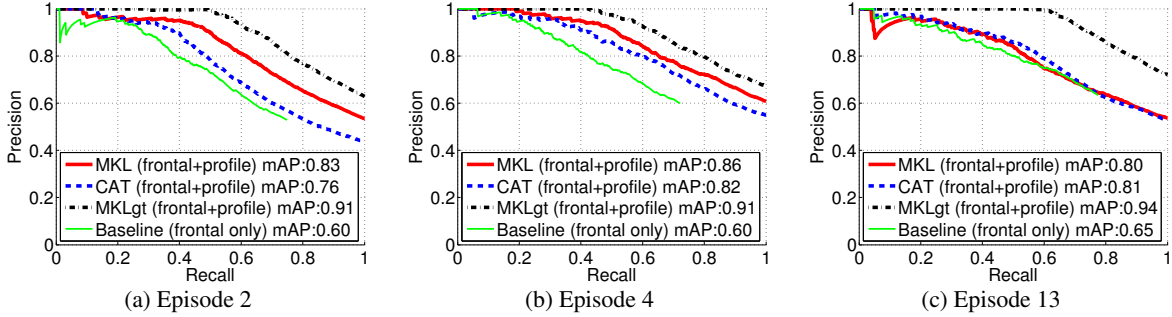 Precision
1
0.8
0.6
0.4
0.2
1
0 0.2 0.4 0.6 0.8 1
Recall
MKL (frontal+profile) mAP:0.83
CAT (frontal+profile) mAP:0.76
MKLgt (frontal+profile) mAP:0.91
Baseline (frontal only) mAP:0.60
(a) Episode 2
Precision
1
0.8
0.6
0.4
0.2
1
0 0.2 0.4 0.6 0.8 1
Recall
MKL (frontal+profile) mAP:0.86
CAT (frontal+profile) mAP:0.82
MKLgt (frontal+profile) mAP:0.91
Baseline (frontal only) mAP:0.60
(b) Episode 4
Precision
1
0.8
0.6
0.4
0.2
1
0 0.2 0.4 0.6 0.8 1
Recall
MKL (frontal+profile) mAP:0.80
CAT (frontal+profile) mAP:0.81
MKLgt (frontal+profile) mAP:0.94
Baseline (frontal only) mAP:0.65
(c) Episode 13